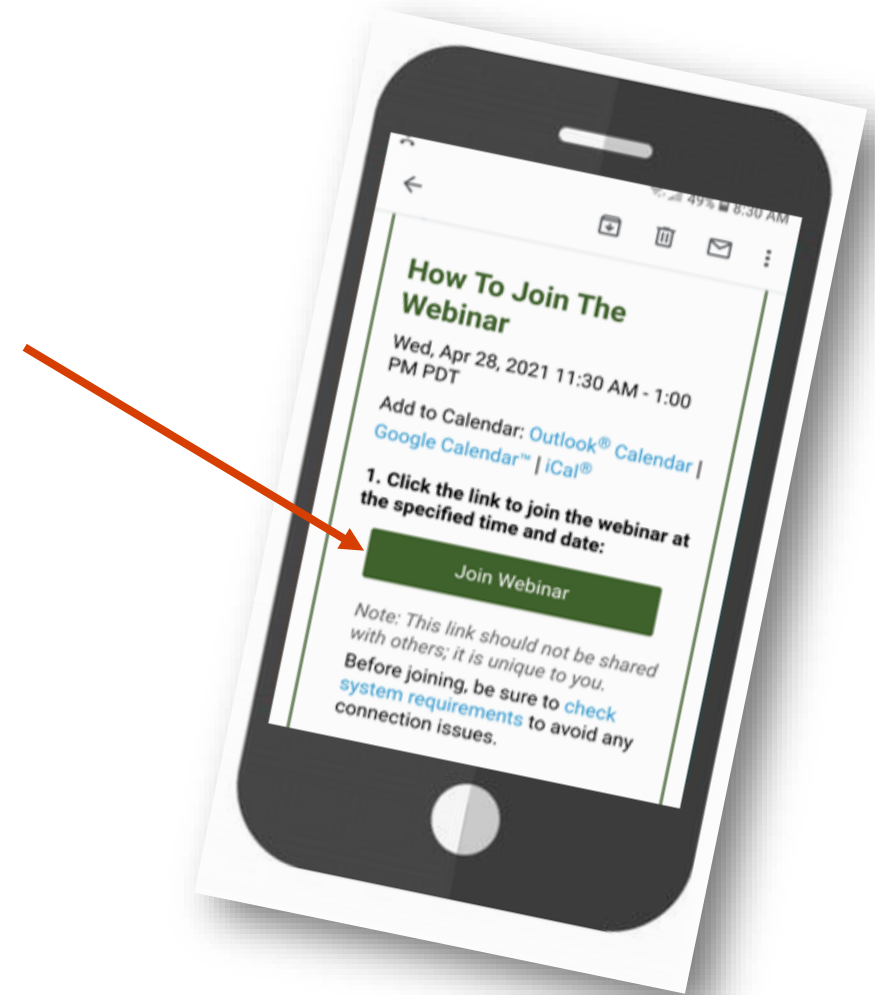 49% 8:30 AM
How To Join The
Webinar
Wed, Apr 28, 2021 11:30 AM - 1:00
PM PDT
Add to Calendar: Outlook® Calendar |
Google Calendar™ | iCal®
1. Click the link to join the webinar at
the specified time and date:
Join Webinar
Note: This link should not be shared
with others; it is unique to you.
Before joining, be sure to check
system requirements to avoid any
connection issues.